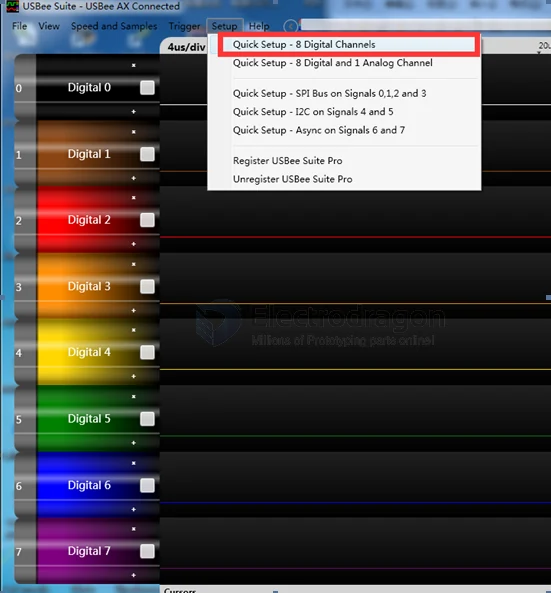 USBee Suite - USBee AX Connected
File View Speed and Samples Trigger Setup Help
4us/div
20u
Quick Setup - 8 Digital Channels
Quick Setup - 8 Digital and 1 Analog Channel
Quick Setup - SPI Bus on Signals 0,1,2 and 3
Quick Setup - I2C on Signals 4 and 5
Quick Setup - Async on Signals 6 and 7
Register USBee Suite Pro
Unregister USBee Suite Pro
0 Digital 0
1 Digital 1
2 Digital 2
3 Digital 3
4 Digital 4
5 Digital 5
6 Digital 6
7 Digital 7
Electrodragon
Millions of Prototyping parts online!
Cursors